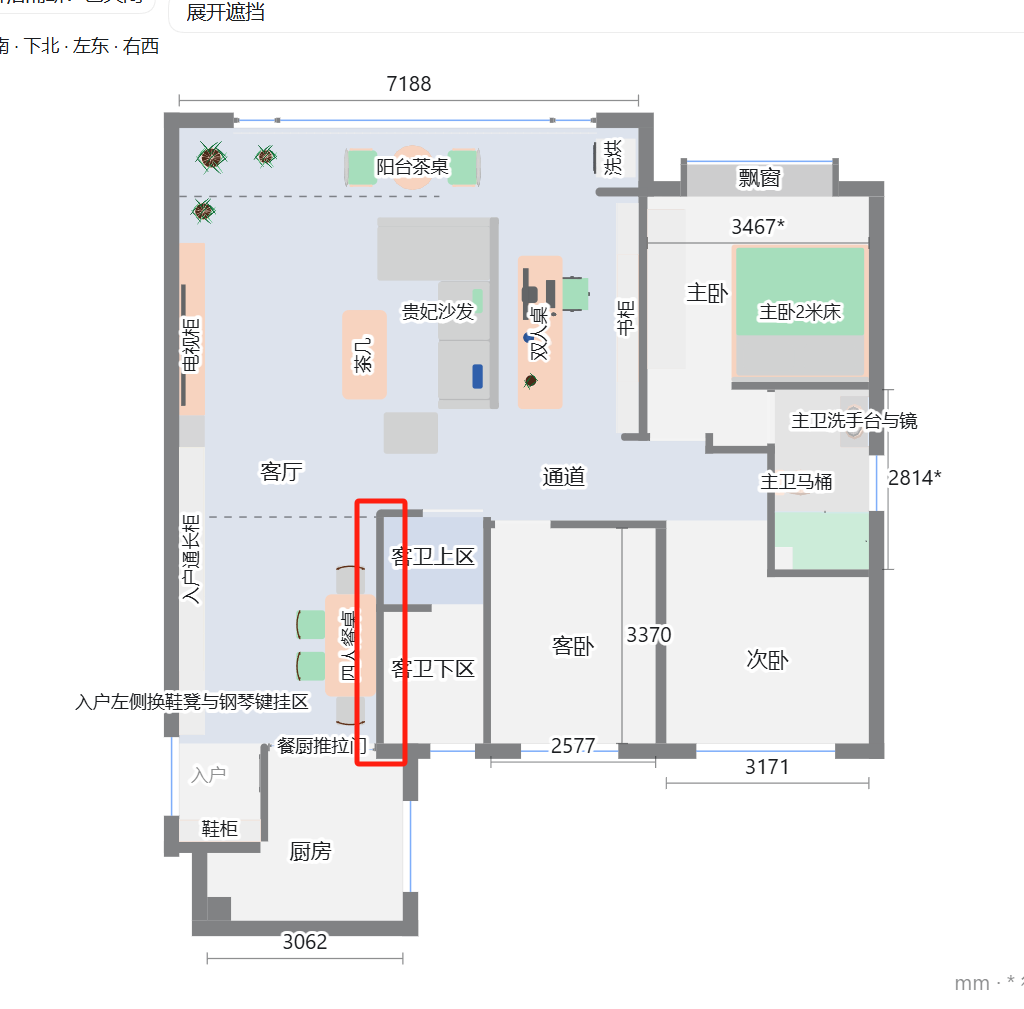 展开遮挡
南 · 下北 · 左东 · 右西
7188
阳台茶桌
洗烘
飘窗
3467*
主卧
主卧2米床
贵妃沙发
书柜
双人桌
电视柜
茶几
主卫洗手台与镜
客厅
通道
主卫马桶
2814*
入户通长柜
客卫上区
四人餐桌
3370
客卧
次卧
客卫下区
入户左侧换鞋凳与钢琴键挂区
餐厨推拉门
2577
3171
入户
鞋柜
厨房
3062
mm · *